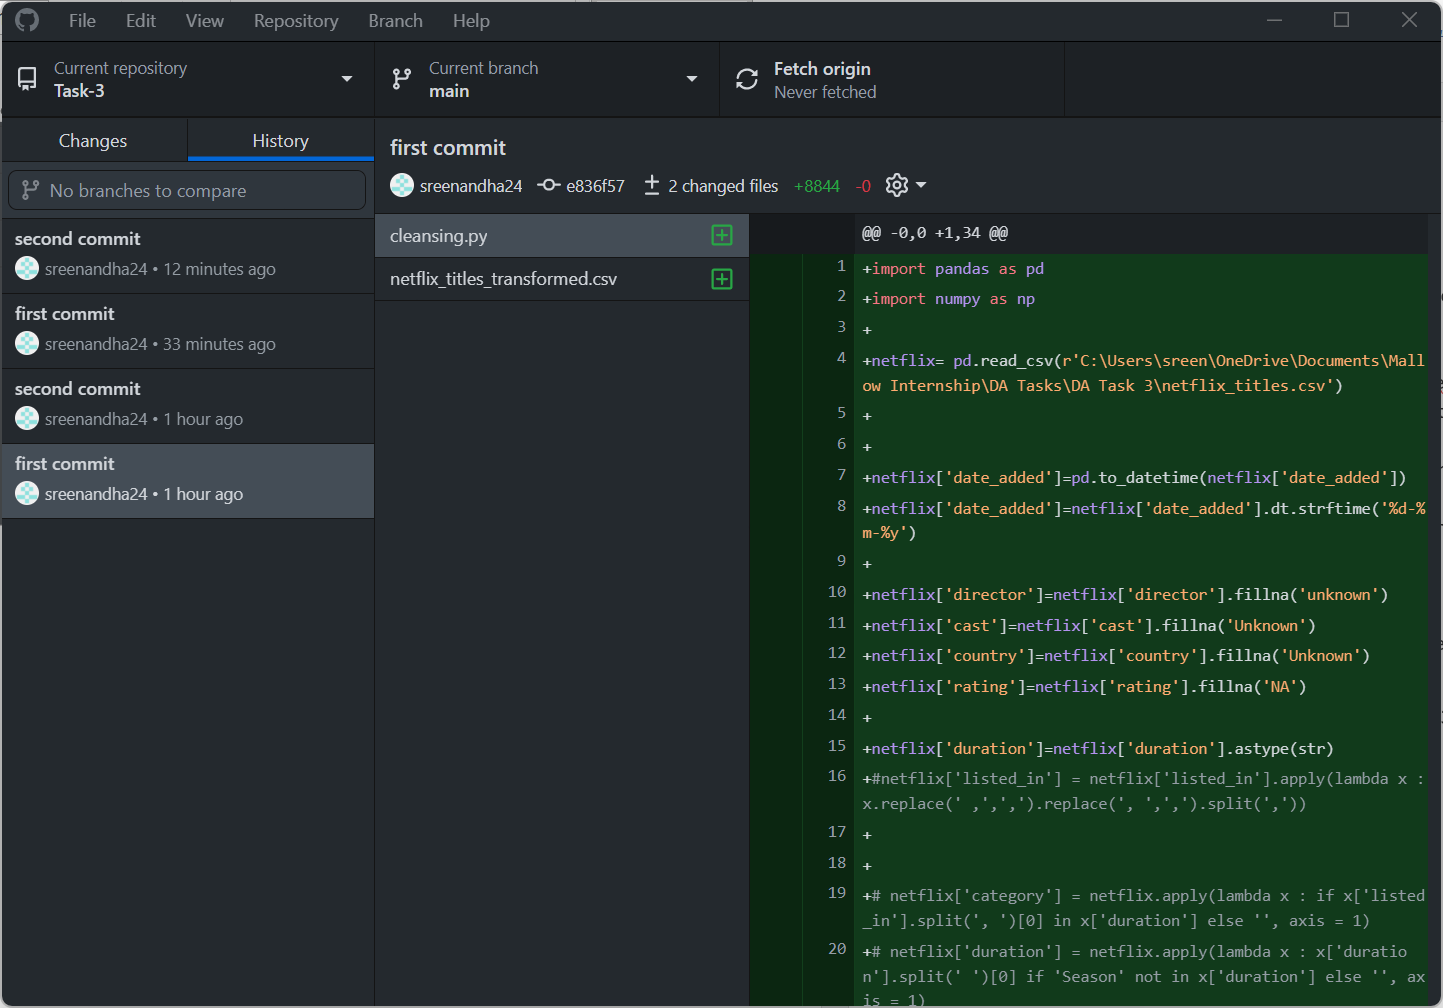 File Edit View Repository Branch Help
Current repository
Task-3
Current branch
main
Fetch origin
Never fetched
Changes
History
No branches to compare
second commit
sreenandha24 • 12 minutes ago
first commit
sreenandha24 • 33 minutes ago
second commit
sreenandha24 • 1 hour ago
first commit
sreenandha24 • 1 hour ago
first commit
sreenandha24 e836f57 2 changed files +8844 -0
cleansing.py
netflix_titles_transformed.csv
@@ -0,0 +1,34 @@
1 +import pandas as pd
2 +import numpy as np
3 +
4 +netflix= pd.read_csv(r'C:\Users\sreen\OneDrive\Documents\Mall
ow Internship\DA Tasks\DA Task 3\netflix_titles.csv')
5 +
6 +
7 +netflix['date_added']=pd.to_datetime(netflix['date_added'])
8 +netflix['date_added']=netflix['date_added'].dt.strftime('%d-%
m-%y')
9 +
10 +netflix['director']=netflix['director'].fillna('unknown')
11 +netflix['cast']=netflix['cast'].fillna('Unknown')
12 +netflix['country']=netflix['country'].fillna('Unknown')
13 +netflix['rating']=netflix['rating'].fillna('NA')
14 +
15 +netflix['duration']=netflix['duration'].astype(str)
16 +#netflix['listed_in'] = netflix['listed_in'].apply(lambda x :
x.replace(' ,',',').replace(', ',',').split(','))
17 +
18 +
19 +# netflix['category'] = netflix.apply(lambda x : if x['listed
_in'].split(', ')[0] in x['duration'] else '', axis = 1)
20 +# netflix['duration'] = netflix.apply(lambda x : x['duratio
n'].split(' ')[0] if 'Season' not in x['duration'] else '', ax
is = 1)